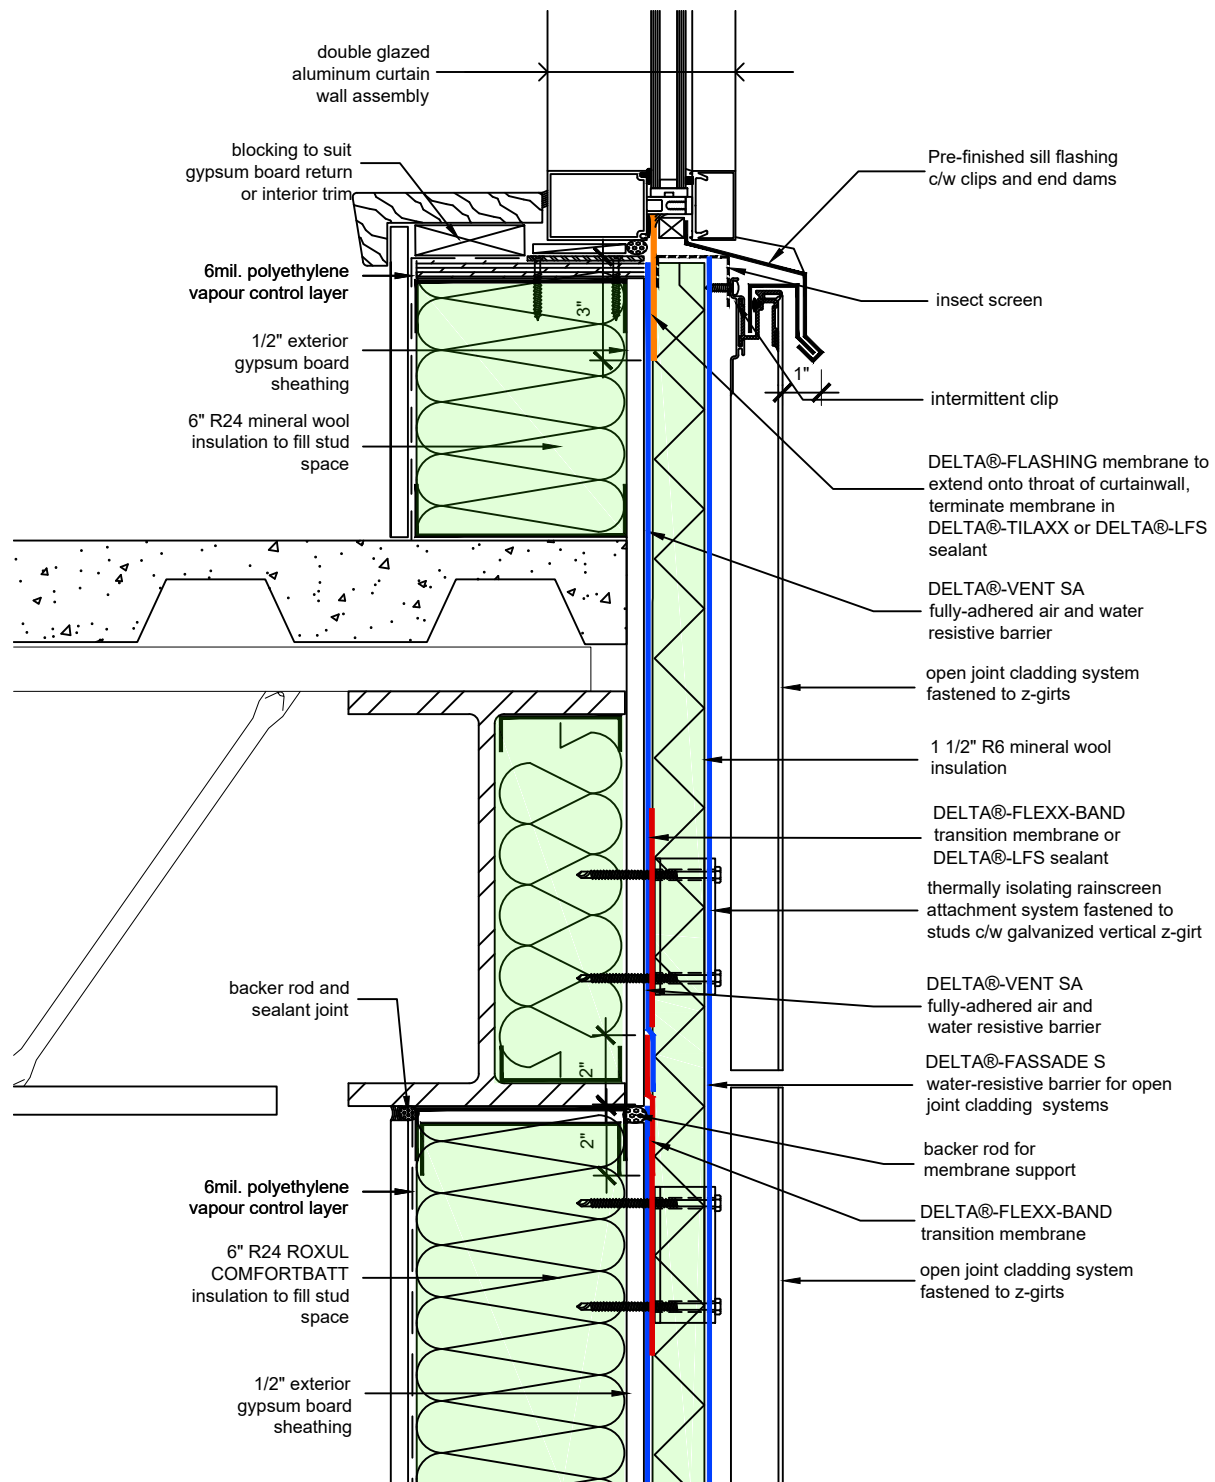 double glazed
aluminum curtain
wall assembly
blocking to suit
gypsum board return
or interior trim
Pre-finished sill flashing
c/w clips and end dams
6mil. polyethylene
vapour control layer
insect screen
3"
1/2" exterior
gypsum board
sheathing
1"
intermittent clip
6" R24 mineral wool
insulation to fill stud
space
DELTA®-FLASHING membrane to
extend onto throat of curtainwall,
terminate membrane in
DELTA®-TILAXX or DELTA®-LFS
sealant
DELTA®-VENT SA
fully-adhered air and water
resistive barrier
open joint cladding system
fastened to z-girts
1 1/2" R6 mineral wool
insulation
DELTA®-FLEXX-BAND
transition membrane or
DELTA®-LFS sealant
thermally isolating rainscreen
attachment system fastened to
studs c/w galvanized vertical z-girt
backer rod and
sealant joint
DELTA®-VENT SA
fully-adhered air and
water resistive barrier
2"
DELTA®-FASSADE S
water-resistive barrier for open
joint cladding systems
2"
backer rod for
membrane support
6mil. polyethylene
vapour control layer
DELTA®-FLEXX-BAND
transition membrane
6" R24 ROXUL
COMFORTBATT
insulation to fill stud
space
open joint cladding system
fastened to z-girts
1/2" exterior
gypsum board
sheathing